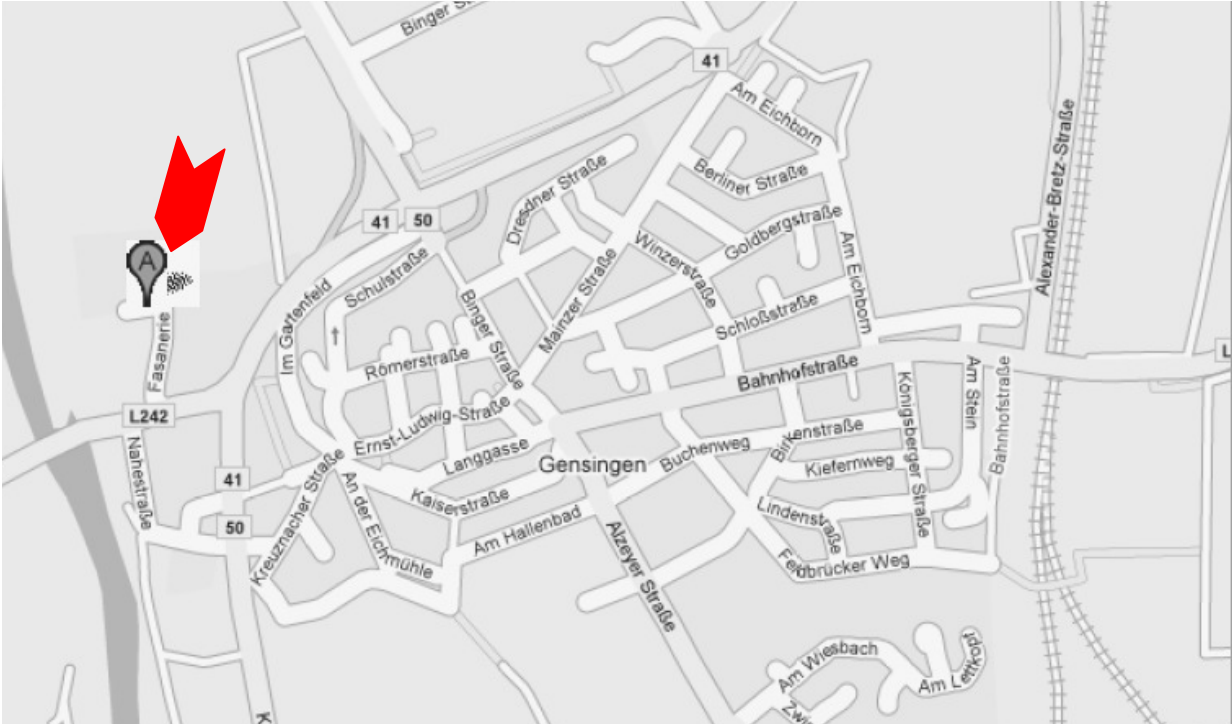 Binger St
41
Am Eichborn
Alexander-Bretz-Straße
Dresdner Straße
Berliner Straße
41
50
Goldbergstraße
A
Winzerstraße
Am Eichborn
Schulstraße
Mainzer Straße
Im Gartenfeld
Binger Straße
Schloßstraße
Fasanerie
Römerstraße
Bahnhofstraße
L
L242
Ernst-Ludwig-Straße
Königsberger Straße
Am Stein
Bahnhofstraße
Nahestraße
Langgasse
Gensingen
Buchenweg
Birkenstraße
Kiefernweg
41
Kreuznacher Straße
An der Eichmühle
Kaiserstraße
50
Am Hallenbad
Alzeyer Straße
Lindenstraße
Feldbrücker Weg
Am Wiesbach
Am Lettkopf
Zwie
K